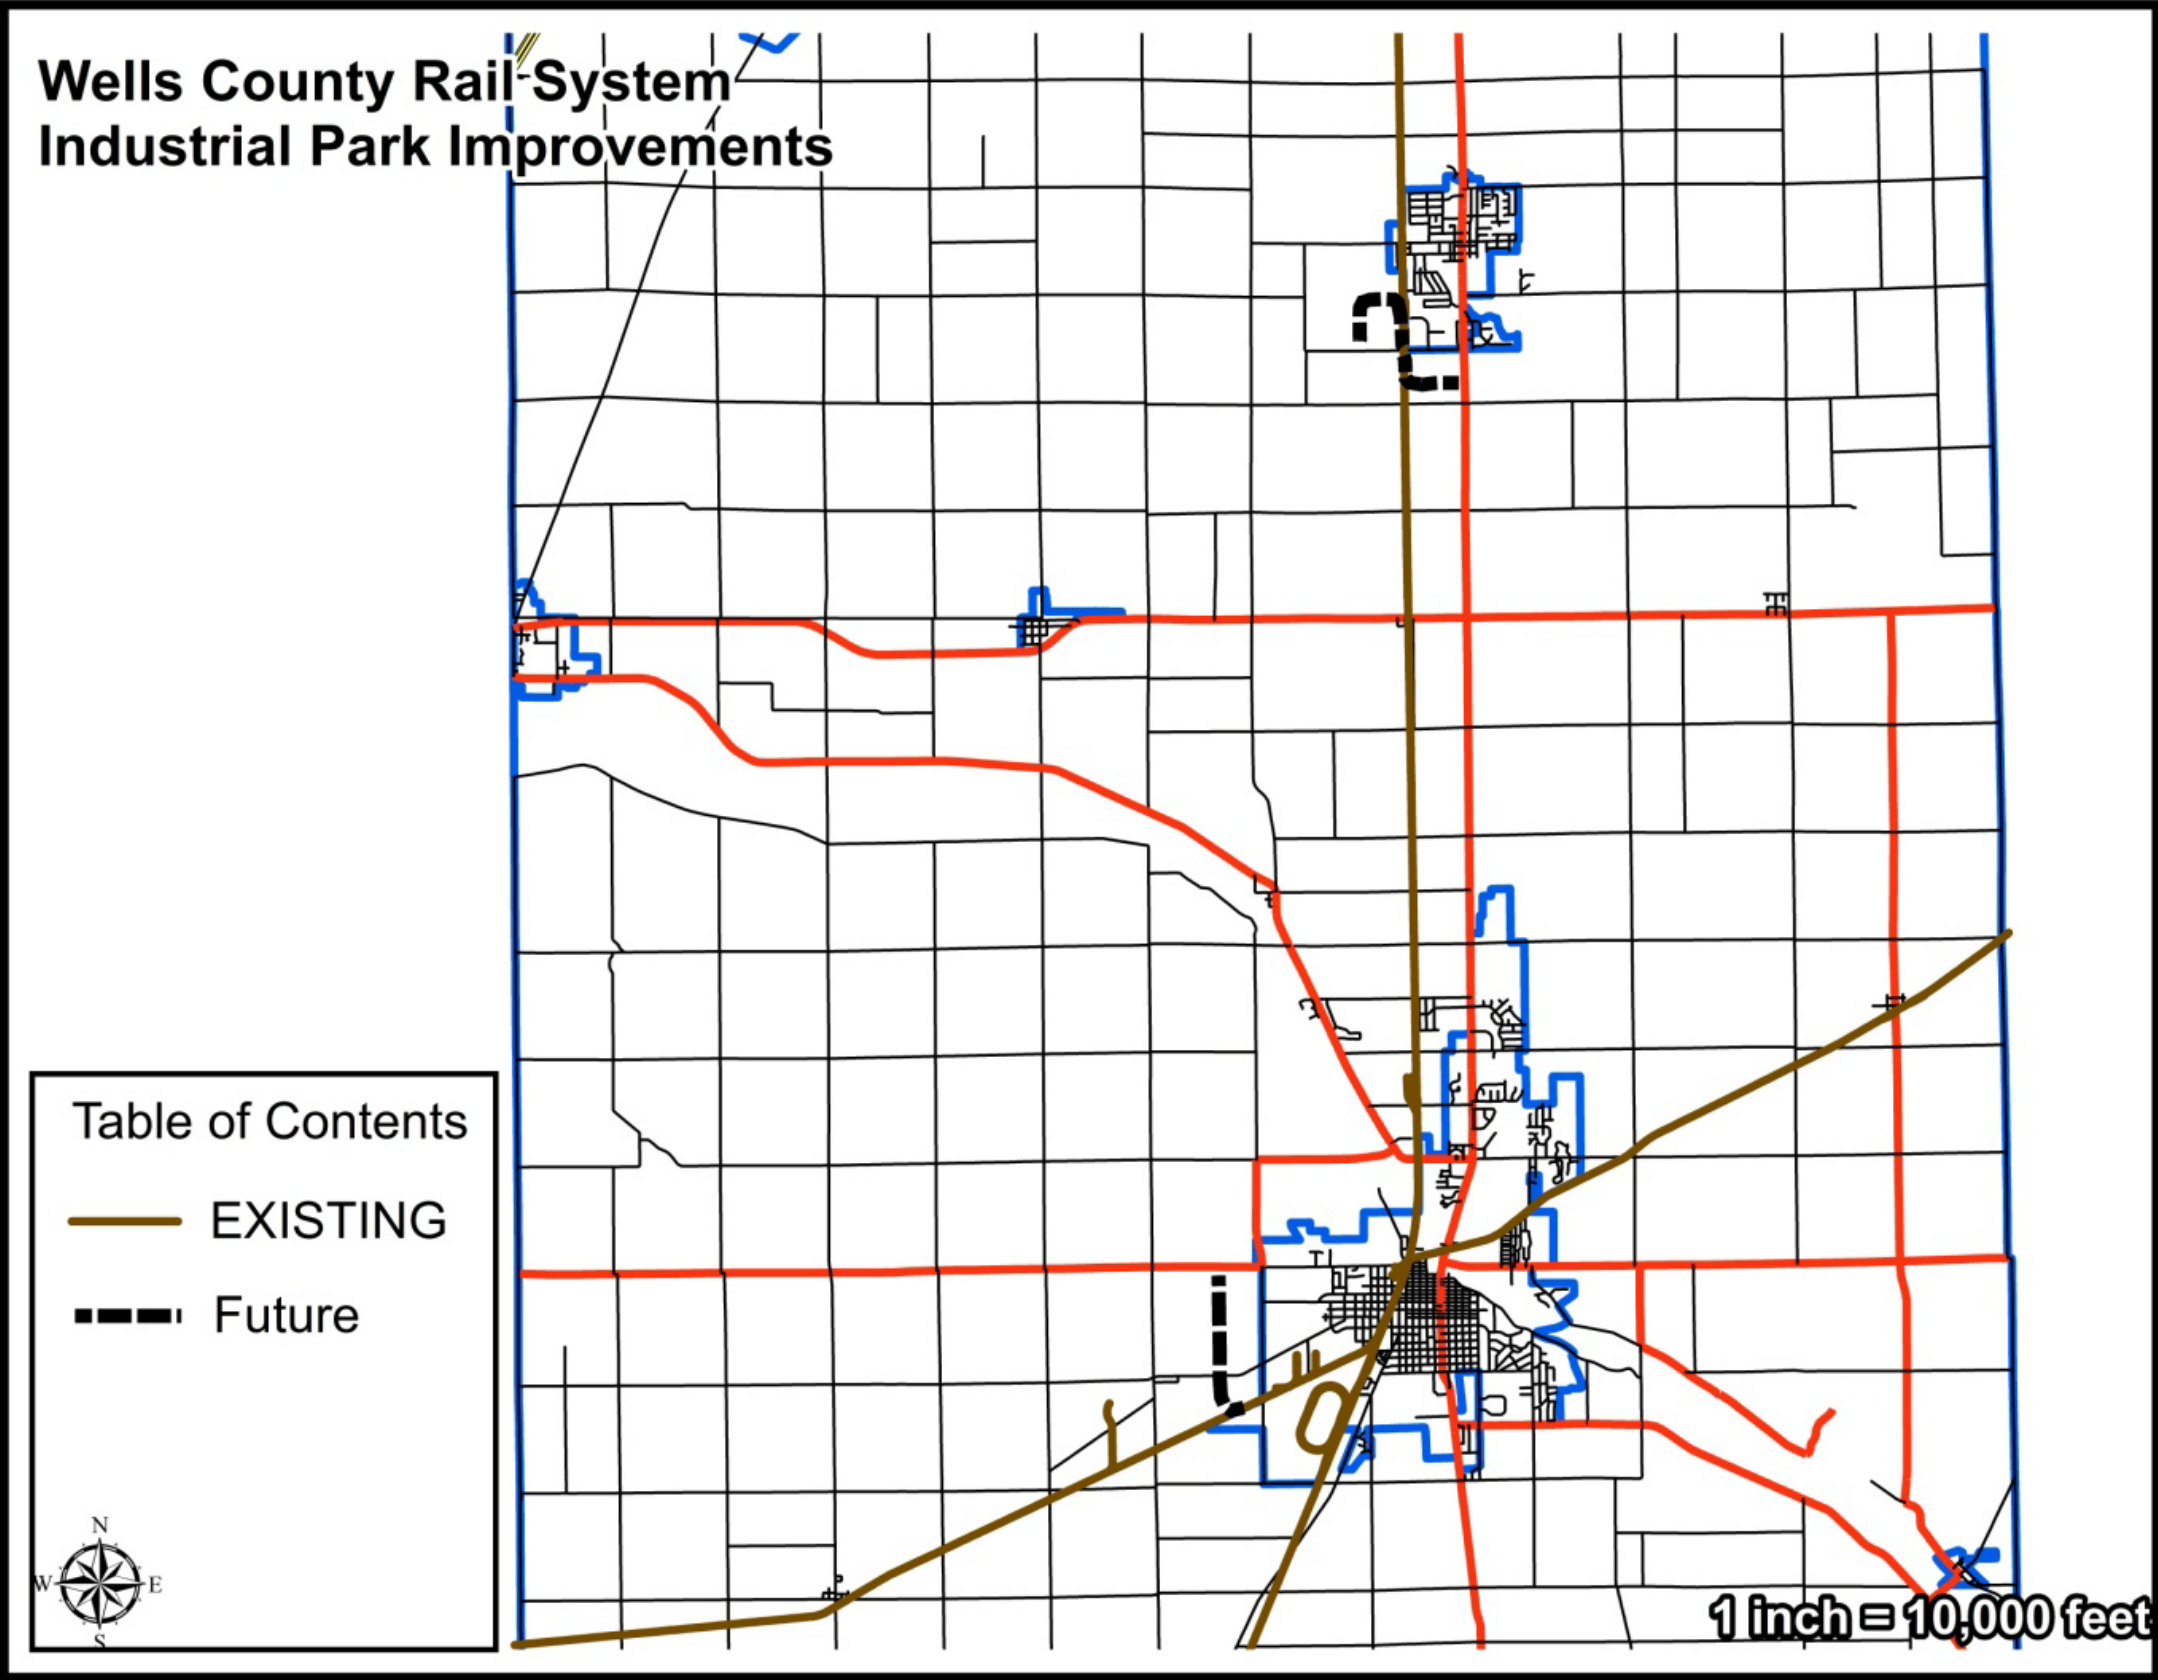 Wells County Rail System
Industrial Park Improvements
Table of Contents
EXISTING
Future
N
W E
S
1 inch = 10,000 feet